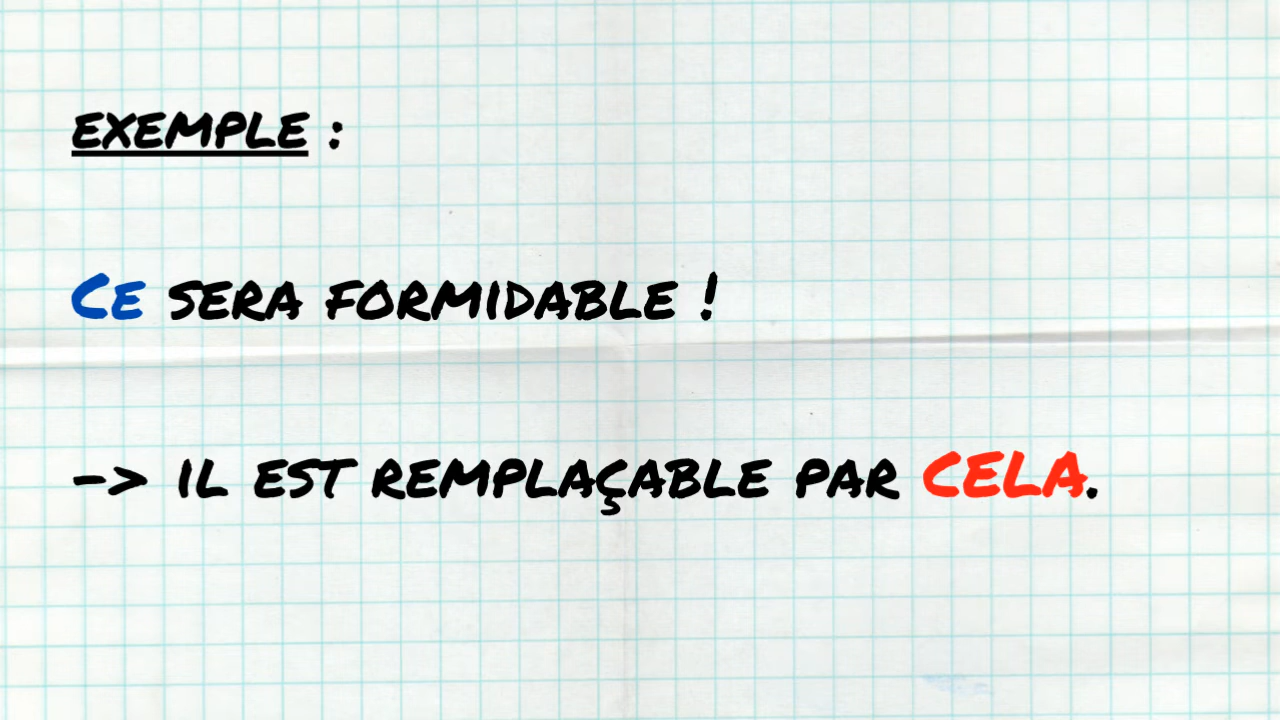 EXEMPLE :
CE SERA FORMIDABLE !
-> IL EST REMPLAÇABLE PAR CELA.